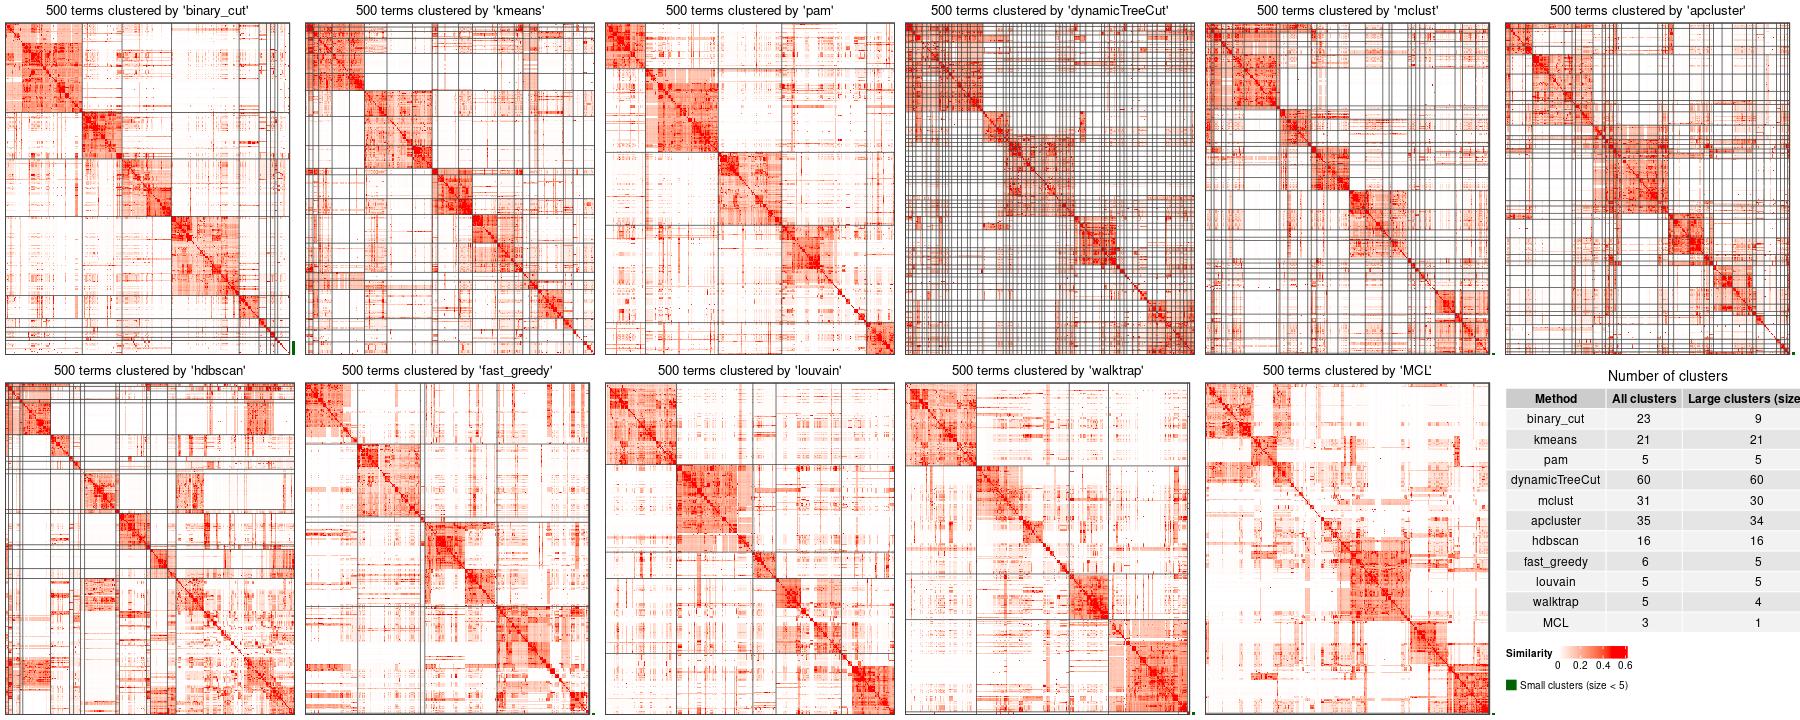 500 terms clustered by 'binary_cut'
500 terms clustered by 'kmeans'
500 terms clustered by 'pam'
500 terms clustered by 'dynamicTreeCut'
500 terms clustered by 'mclust'
500 terms clustered by 'apcluster'
500 terms clustered by 'hdbscan'
500 terms clustered by 'fast_greedy'
500 terms clustered by 'louvain'
500 terms clustered by 'walktrap'
500 terms clustered by 'MCL'
Number of clusters
Method All clusters Large clusters (size
binary_cut 23 9
kmeans 21 21
pam 5 5
dynamicTreeCut 60 60
mclust 31 30
apcluster 35 34
hdbscan 16 16
fast_greedy 6 5
louvain 5 5
walktrap 5 4
MCL 3 1
Similarity
0 0.2 0.4 0.6
Small clusters (size < 5)